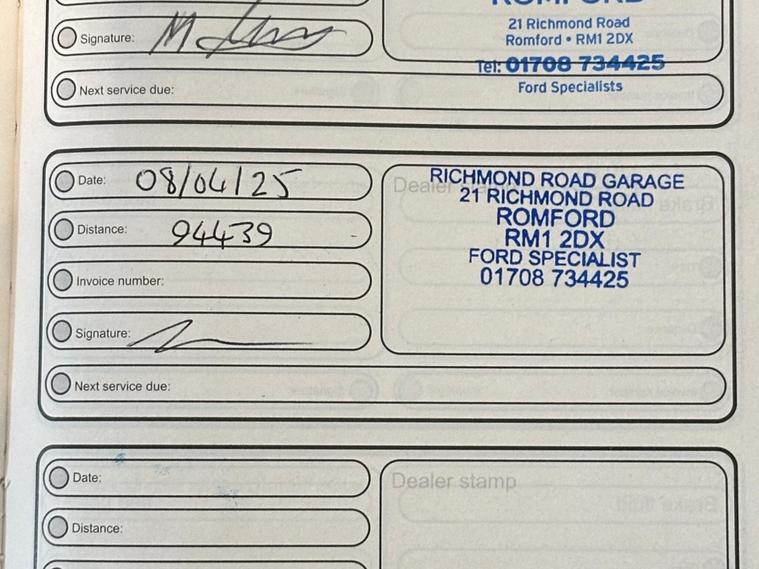 ROMFORD
21 Richmond Road
Signature:
Romford • RM1 2DX
Tel: 01708 734425
Next service due:
Ford Specialists
Date: 08/04/25
Distance: 94439
Invoice number:
Signature:
Next service due:
Dealer
RICHMOND ROAD GARAGE
21 RICHMOND ROAD
ROMFORD
RM1 2DX
FORD SPECIALIST
01708 734425
Date:
Distance:
Dealer stamp